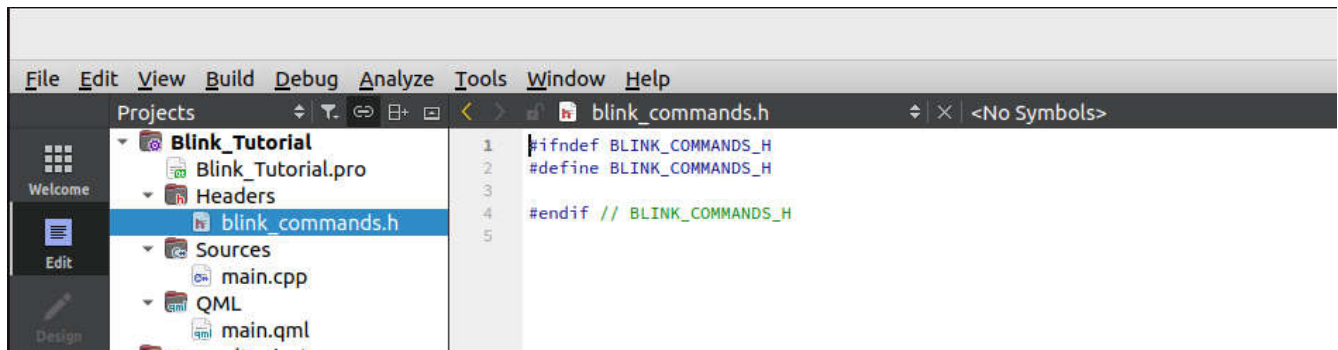 File Edit View Build Debug Analyze Tools Window Help
Projects
blink_commands.h
<No Symbols>
Welcome
Edit
Design
Blink_Tutorial
Blink_Tutorial.pro
Headers
blink_commands.h
Sources
main.cpp
QML
main.qml
1 #ifndef BLINK_COMMANDS_H
2 #define BLINK_COMMANDS_H
3
4 #endif // BLINK_COMMANDS_H
5